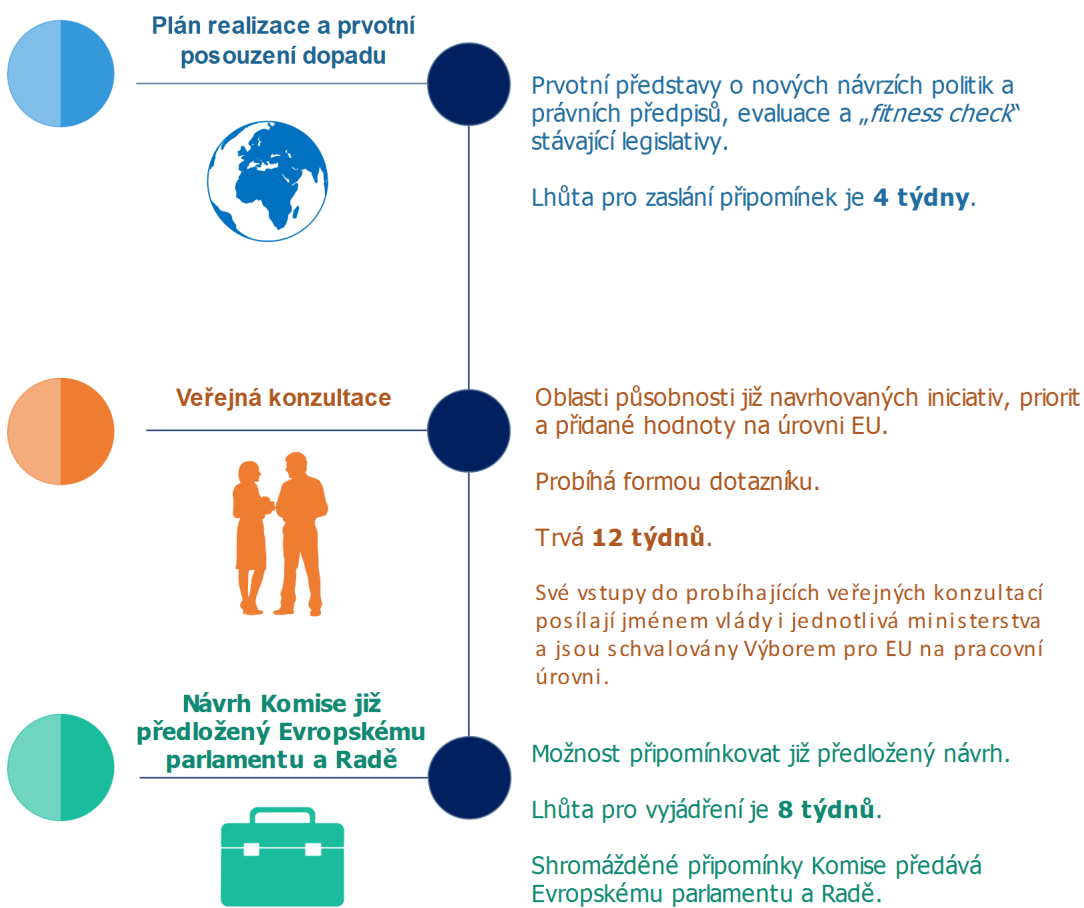 Plán realizace a prvotní
posouzení dopadu
Prvotní představy o nových návrzích politik a
právních předpisů, evaluace a „fitness check“
stávající legislativy.
Lhůta pro zaslání připomínek je 4 týdny.
Veřejná konzultace
Oblasti působnosti již navrhovaných iniciativ, priorit
a přidané hodnoty na úrovni EU.
Probíhá formou dotazníku.
Trvá 12 týdnů.
Své vstupy do probíhajících veřejných konzultací
posílají jménem vlády i jednotlivá ministerstva
a jsou schvalovány Výborem pro EU na pracovní
úrovni.
Návrh Komise již
předložený Evropskému
parlamentu a Radě
Možnost připomínkovat již předložený návrh.
Lhůta pro vyjádření je 8 týdnů.
Shromážděné připomínky Komise předává
Evropskému parlamentu a Radě.